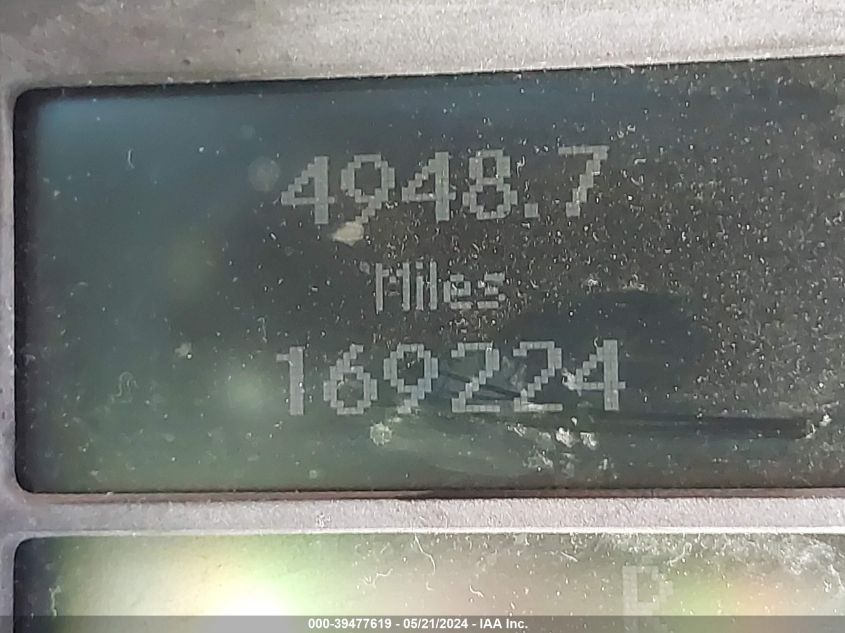 4948.7
Miles
169224
P
000-39477619 - 05/21/2024 - IAA Inc.